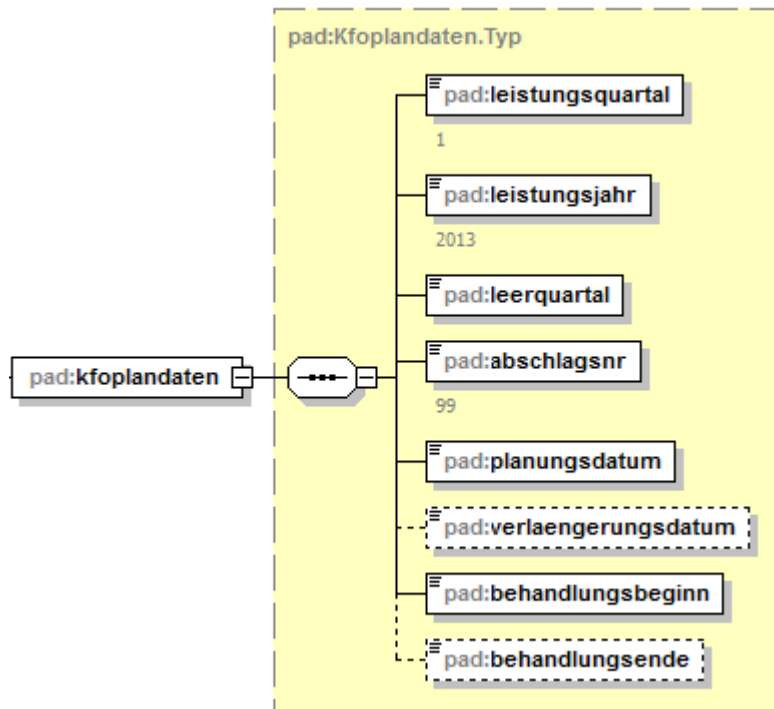 pad:Kfoplandaten.Typ
pad:leistungsquartal
1
pad:leistungsjahr
2013
pad:leerquartal
pad:kfoplandaten
pad:abschlagsnr
99
pad:planungsdatum
pad:verlaengerungsdatum
pad:behandlungsbeginn
pad:behandlungsende